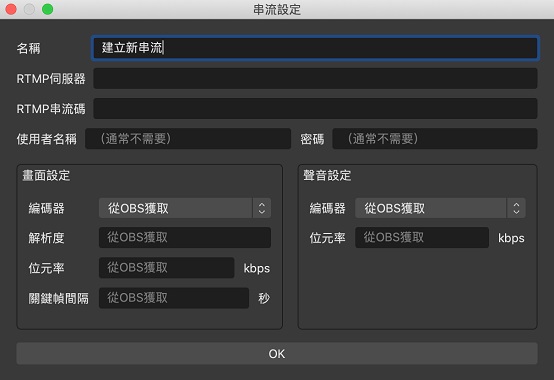 串流設定
名稱 建立新串流
RTMP伺服器
RTMP串流碼
使用者名稱 （通常不需要） 密碼 （通常不需要）
畫面設定
編碼器 從OBS獲取
解析度 從OBS獲取
位元率 從OBS獲取 kbps
關鍵幀間隔 從OBS獲取 秒
聲音設定
編碼器 從OBS獲取
位元率 從OBS獲取 kbps
OK